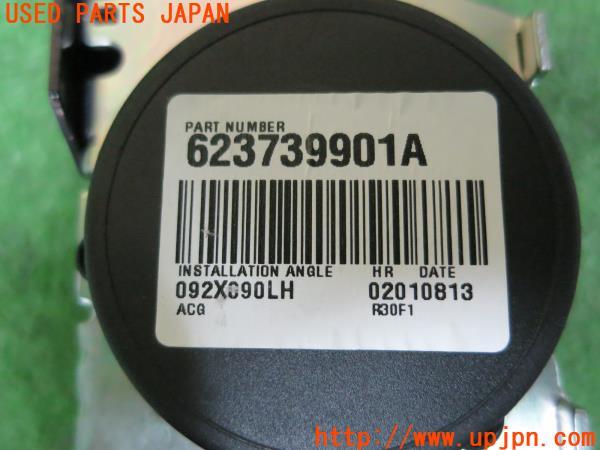 USED PARTS JAPAN
PART NUMBER
623739901A
INSTALLATION ANGLE HR DATE
092X090LH 02010813
ACG R30F1
http://www.upjpn.com/